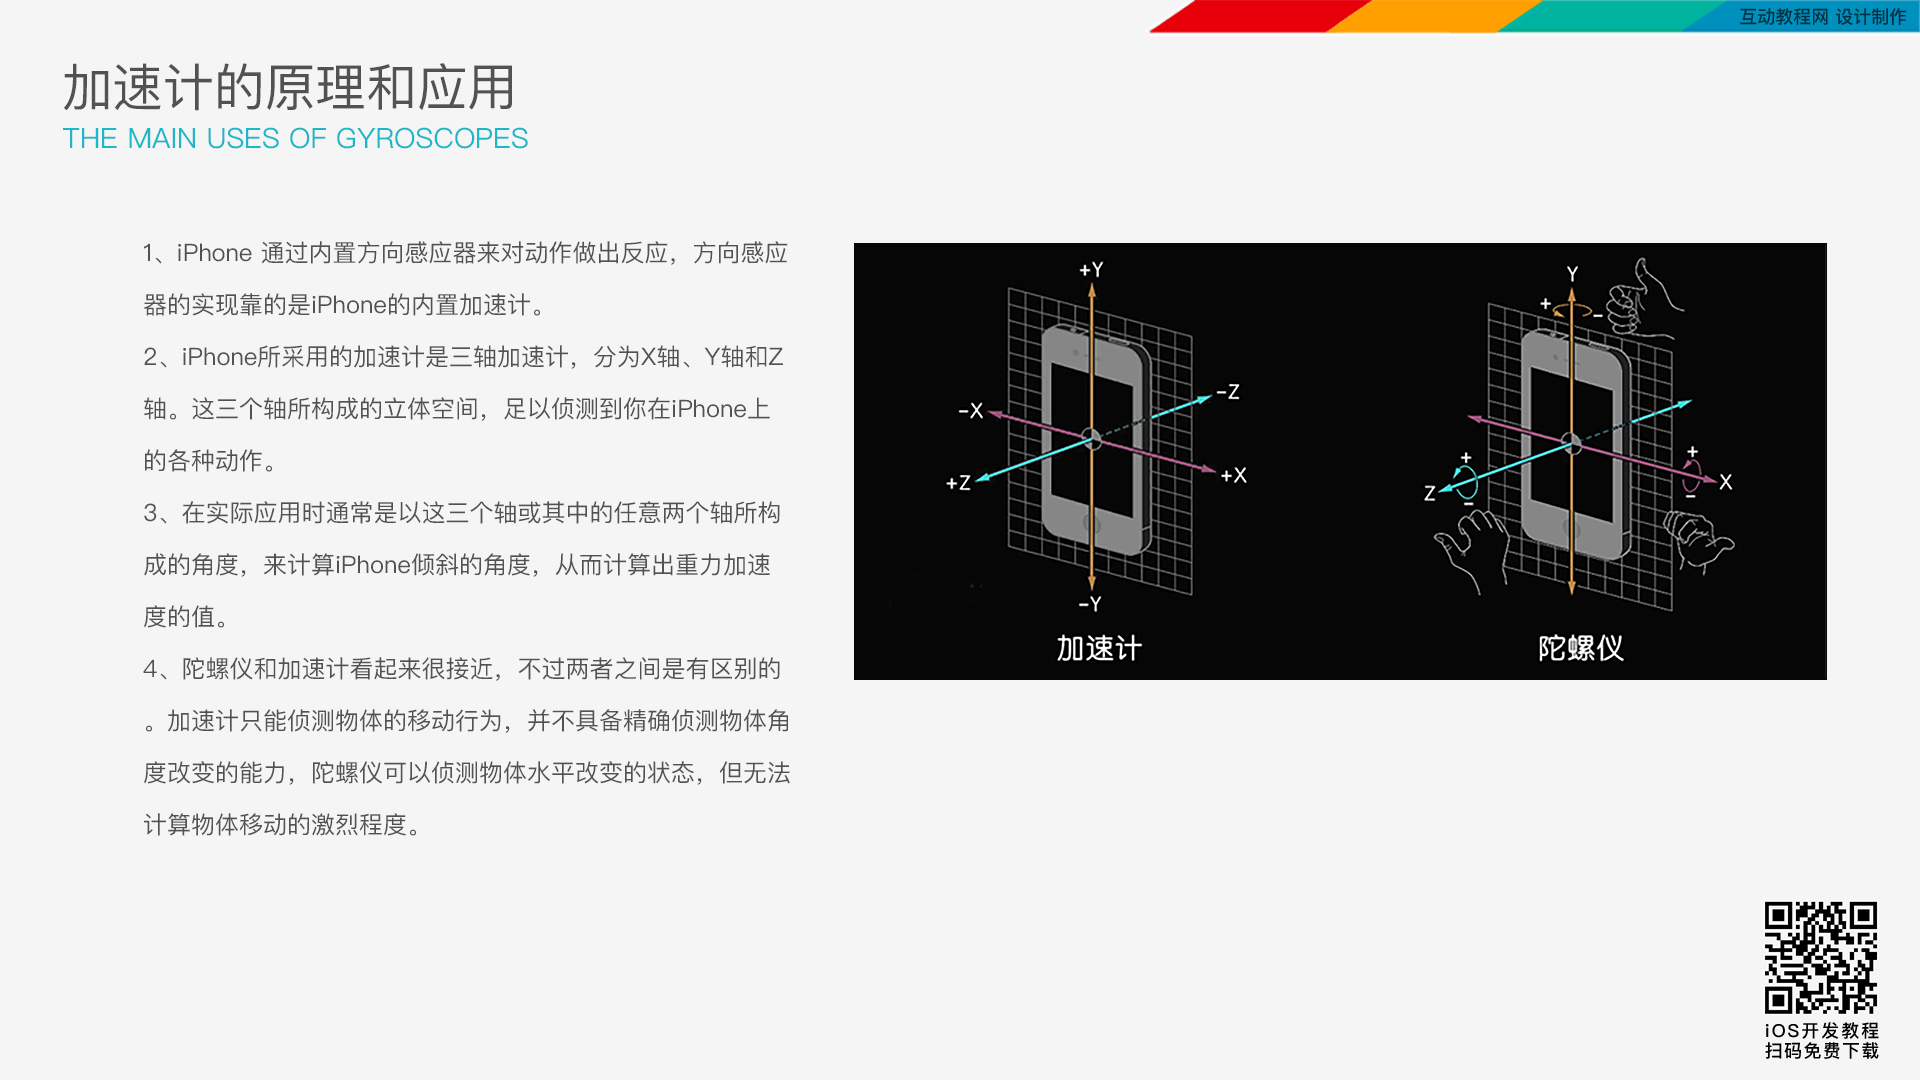 互动教程网 设计制作
加速计的原理和应用
THE MAIN USES OF GYROSCOPES
1、iPhone 通过内置方向感应器来对动作做出反应，方向感应
器的实现靠的是iPhone的内置加速计。
2、iPhone所采用的加速计是三轴加速计，分为X轴、Y轴和Z
轴。这三个轴所构成的立体空间，足以侦测到你在iPhone上
的各种动作。
3、在实际应用时通常是以这三个轴或其中的任意两个轴所构
成的角度，来计算iPhone倾斜的角度，从而计算出重力加速
度的值。
4、陀螺仪和加速计看起来很接近，不过两者之间是有区别的
。加速计只能侦测物体的移动行为，并不具备精确侦测物体角
度改变的能力，陀螺仪可以侦测物体水平改变的状态，但无法
计算物体移动的激烈程度。
+Y
-Z
-X
+X
+Z
-Y
加速计
Y
+
-
+
-
Z
+
-
X
陀螺仪
iOS开发教程
扫码免费下载